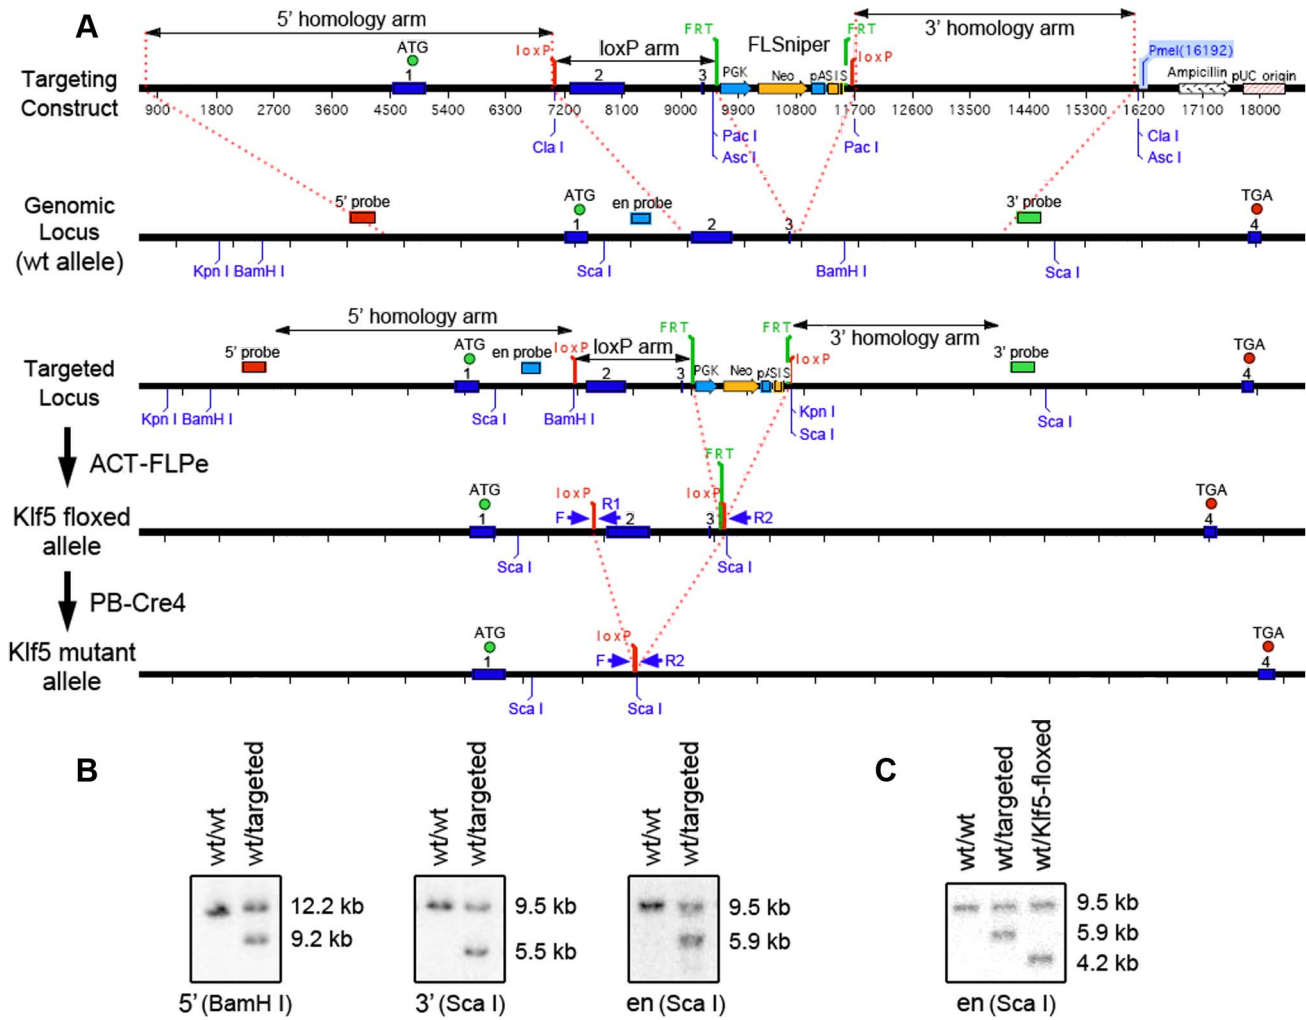 A
5’ homology arm
3’ homology arm
ATG
loxP
loxP arm
FRT
FLSniper
FRT
loxP
PmeI(16192)
Targeting
Construct
1
2
3
PGK
Neo
pA
SIS
Ampicillin
pUC origin
900 1800 2700 3600 4500 5400 6300 7200 8100 9000 9900 10800 11700 12600 13500 14400 15300 16200 17100 18000
Cla I
Pac I
Asc I
Pac I
Cla I
Asc I
Genomic
Locus
(wt allele)
5’ probe
ATG
1
en probe
2
3
3’ probe
TGA
4
Kpn I BamH I
Sca I
BamH I
Sca I
5’ homology arm
3’ homology arm
Targeted
Locus
5’ probe
ATG
1
en probe
loxP
loxP arm
2
3
FRT
PGK
Neo
pA
SIS
FRT
loxP
3’ probe
TGA
4
Kpn I BamH I
Sca I
BamH I
Kpn I
Sca I
Sca I
ACT-FLPe
Klf5 floxed
allele
ATG
1
loxP
F
R1
2
3
loxP
FRT
R2
TGA
4
Sca I
Sca I
PB-Cre4
Klf5 mutant
allele
ATG
1
loxP
F
R2
TGA
4
Sca I
Sca I
B
wt/wt
wt/targeted
12.2 kb
9.2 kb
5’ (BamH I)
wt/wt
wt/targeted
9.5 kb
5.5 kb
3’ (Sca I)
wt/wt
wt/targeted
9.5 kb
5.9 kb
en (Sca I)
C
wt/wt
wt/targeted
wt/Klf5-floxed
9.5 kb
5.9 kb
4.2 kb
en (Sca I)